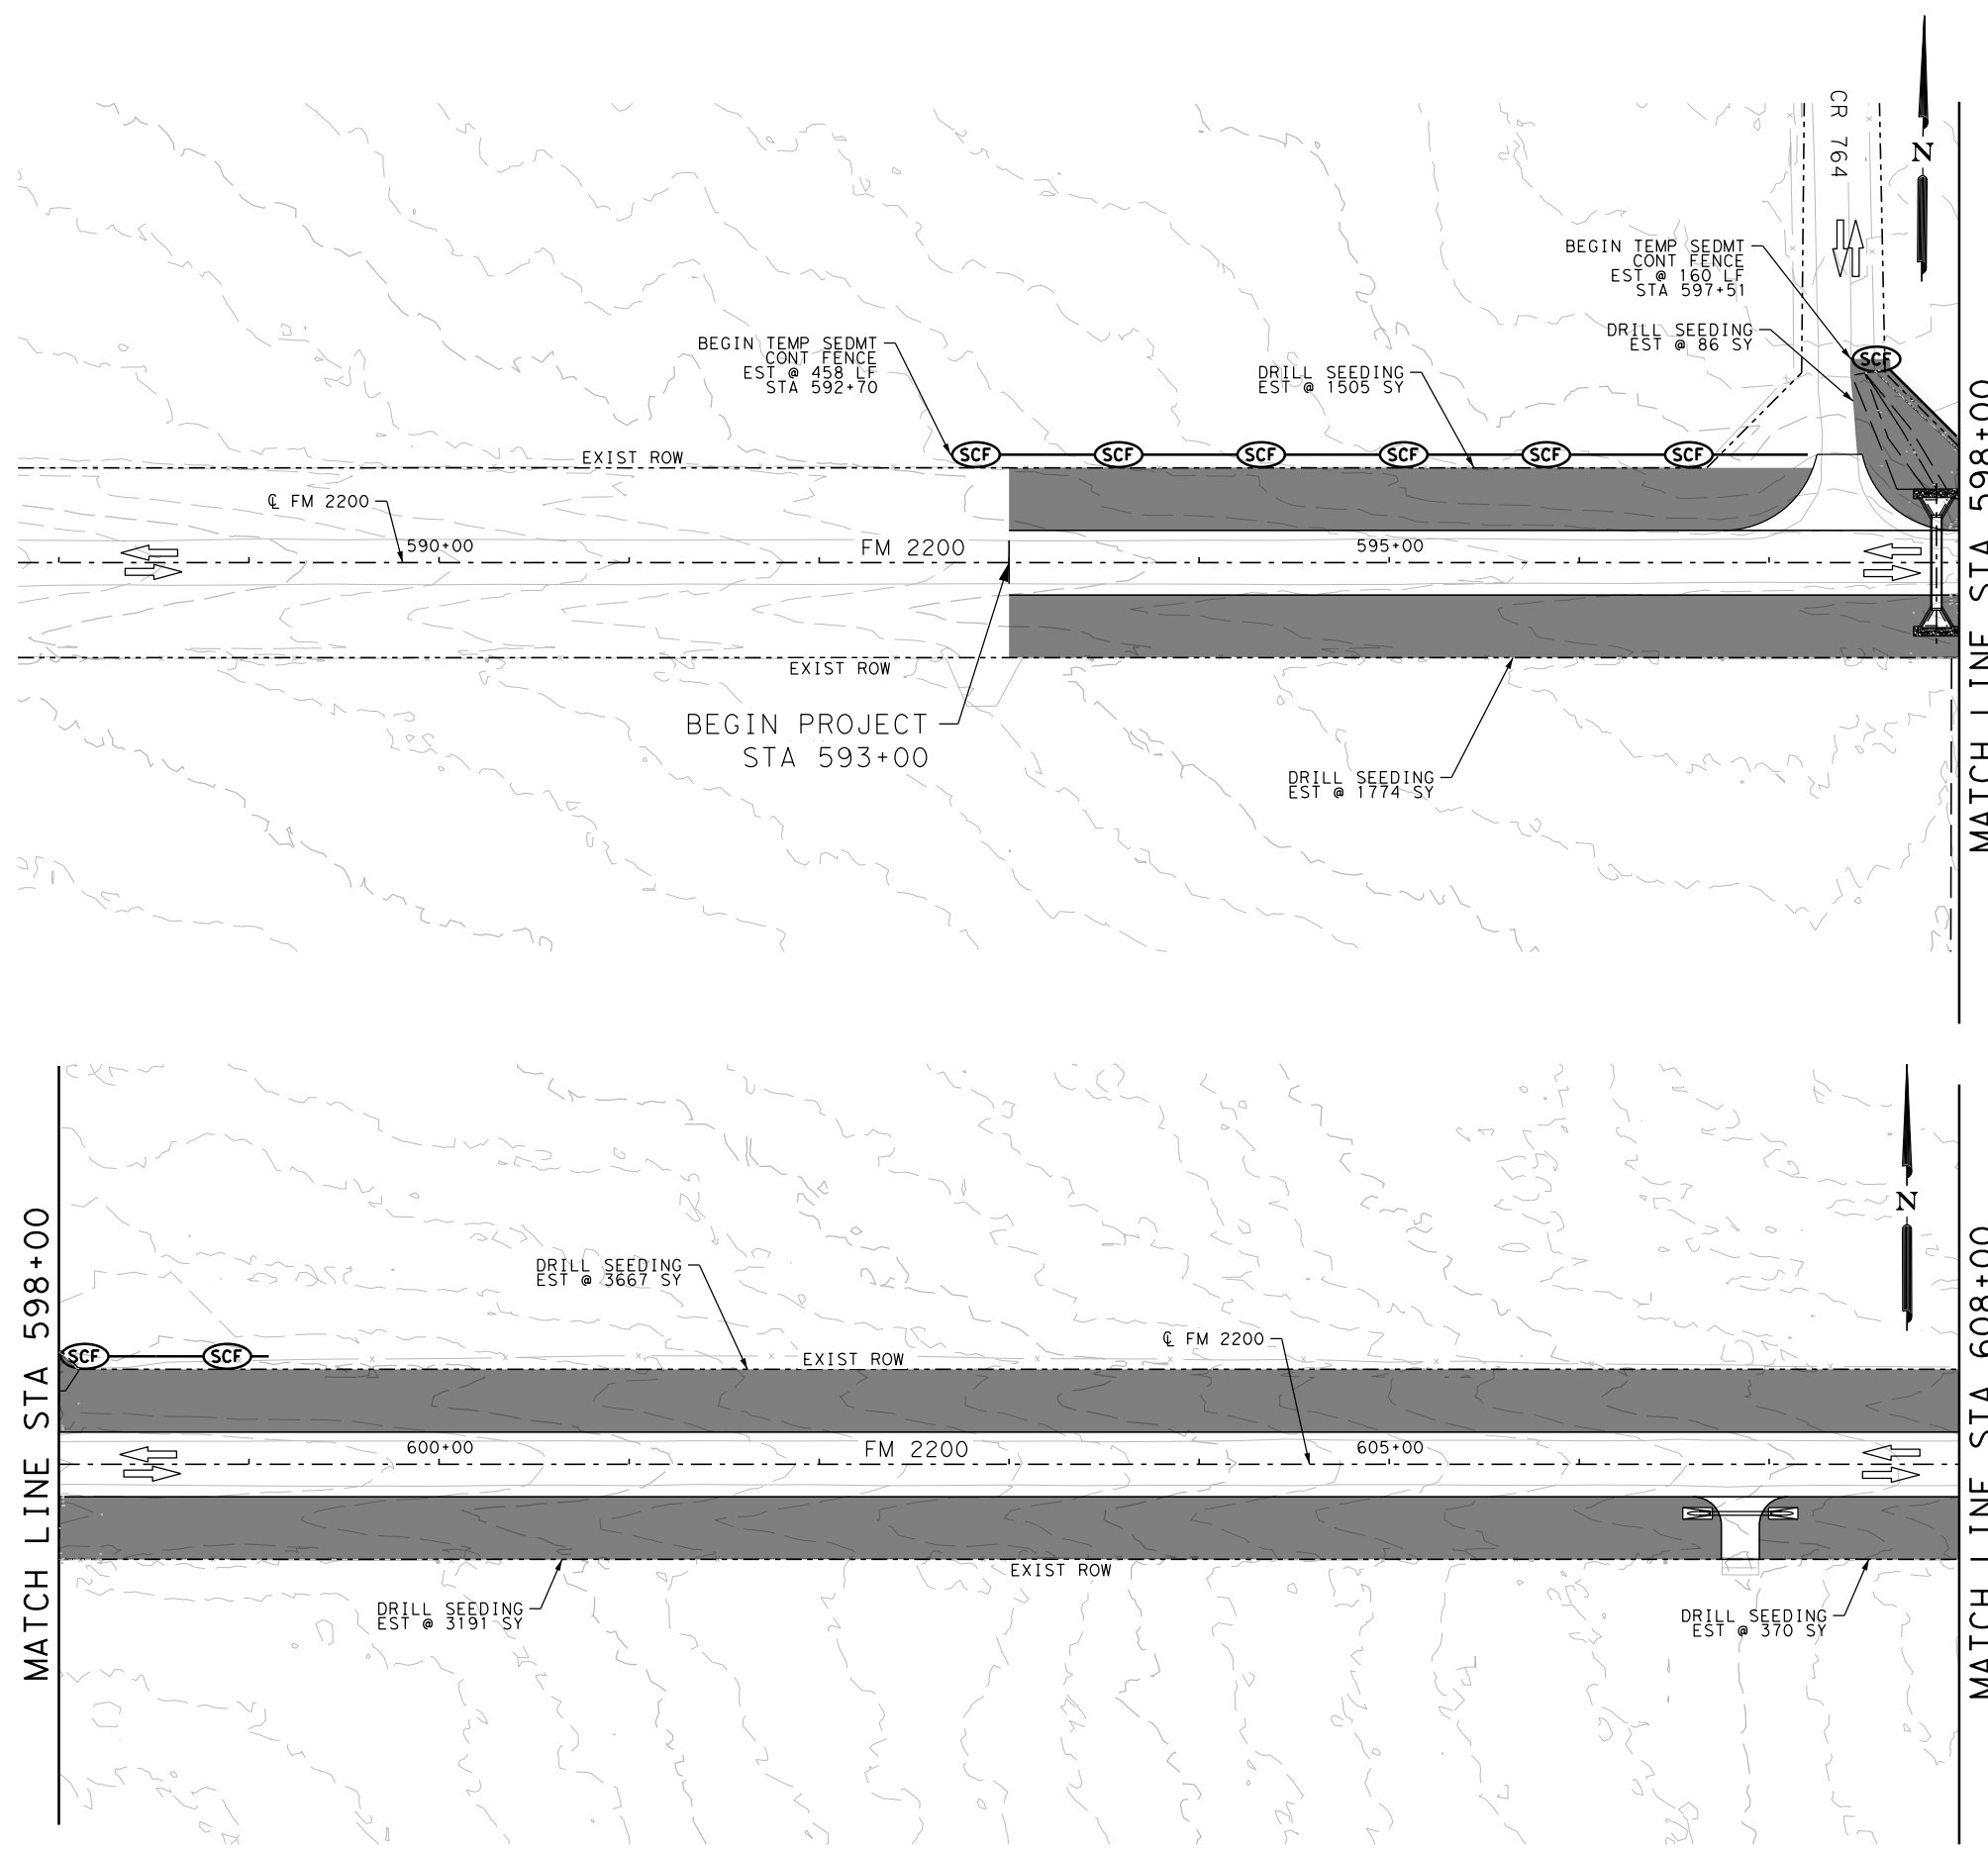 CR 764
N
BEGIN TEMP SEDMT
CONT FENCE
EST @ 160 LF
STA 597+51
DRILL SEEDING
EST @ 86 SY
BEGIN TEMP SEDMT
CONT FENCE
EST @ 458 LF
STA 592+70
DRILL SEEDING
EST @ 1505 SY
SCF
SCF
SCF
SCF
SCF
SCF
SCF
EXIST ROW
℄ FM 2200
590+00
FM 2200
595+00
EXIST ROW
BEGIN PROJECT
STA 593+00
DRILL SEEDING
EST @ 1774 SY
MATCH LINE STA 598+00
MATCH LINE STA 598+00
N
DRILL SEEDING
EST @ 3667 SY
℄ FM 2200
SCF
SCF
EXIST ROW
600+00
FM 2200
605+00
EXIST ROW
DRILL SEEDING
EST @ 3191 SY
DRILL SEEDING
EST @ 370 SY
MATCH LINE STA 608+00